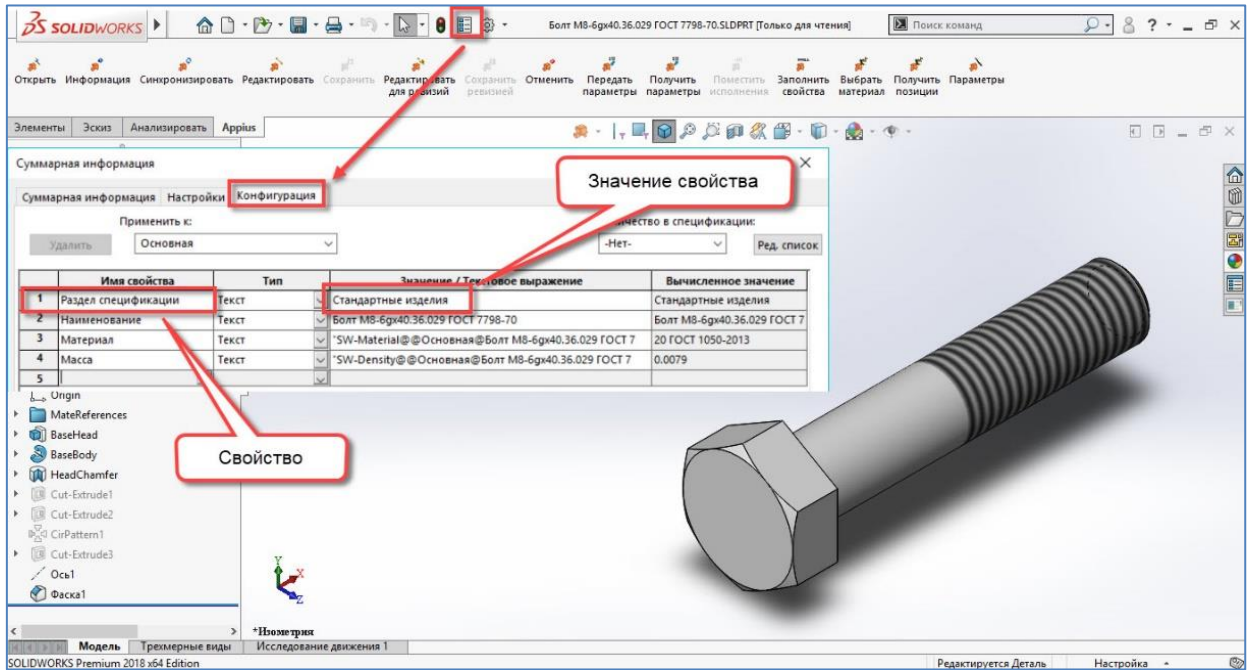 SOLIDWORKS
Болт M8-6gx40.36.029 ГОСТ 7798-70.SLDPRT [Только для чтения]
Поиск команд
Открыть Информация Синхронизировать Редактировать Сохранить Редактировать для ревизий Сохранить ревизией Отменить Передать параметры Получить параметры Поместить исполнения Заполнить свойства Выбрать материал Получить позиции Параметры
Элементы Эскиз Анализировать Appius
Суммарная информация
Значение свойства
Суммарная информация Настройки Конфигурация
Применить к:
в спецификации:
Удалить Основная -Нет- Ред. список
Имя свойства Тип Значение / Текстовое выражение Вычисленное значение
1 Раздел спецификации Текст Стандартные изделия Стандартные изделия
2 Наименование Текст Болт M8-6gx40.36.029 ГОСТ 7798-70 Болт M8-6gx40.36.029 ГОСТ 7
3 Материал Текст "SW-Material@@Основная@Болт M8-6gx40.36.029 ГОСТ 7 20 ГОСТ 1050-2013
4 Масса Текст "SW-Density@@Основная@Болт M8-6gx40.36.029 ГОСТ 7 0.0079
5
Origin
MateReferences
BaseHead
BaseBody
Свойство
HeadChamfer
Cut-Extrude1
Cut-Extrude2
CirPattern1
Cut-Extrude3
Ось1
Фаска1
Y
X
Z
*Изометрия
Модель Трехмерные виды Исследование движения 1
SOLIDWORKS Premium 2018 x64 Edition Редактируется Деталь Настройка